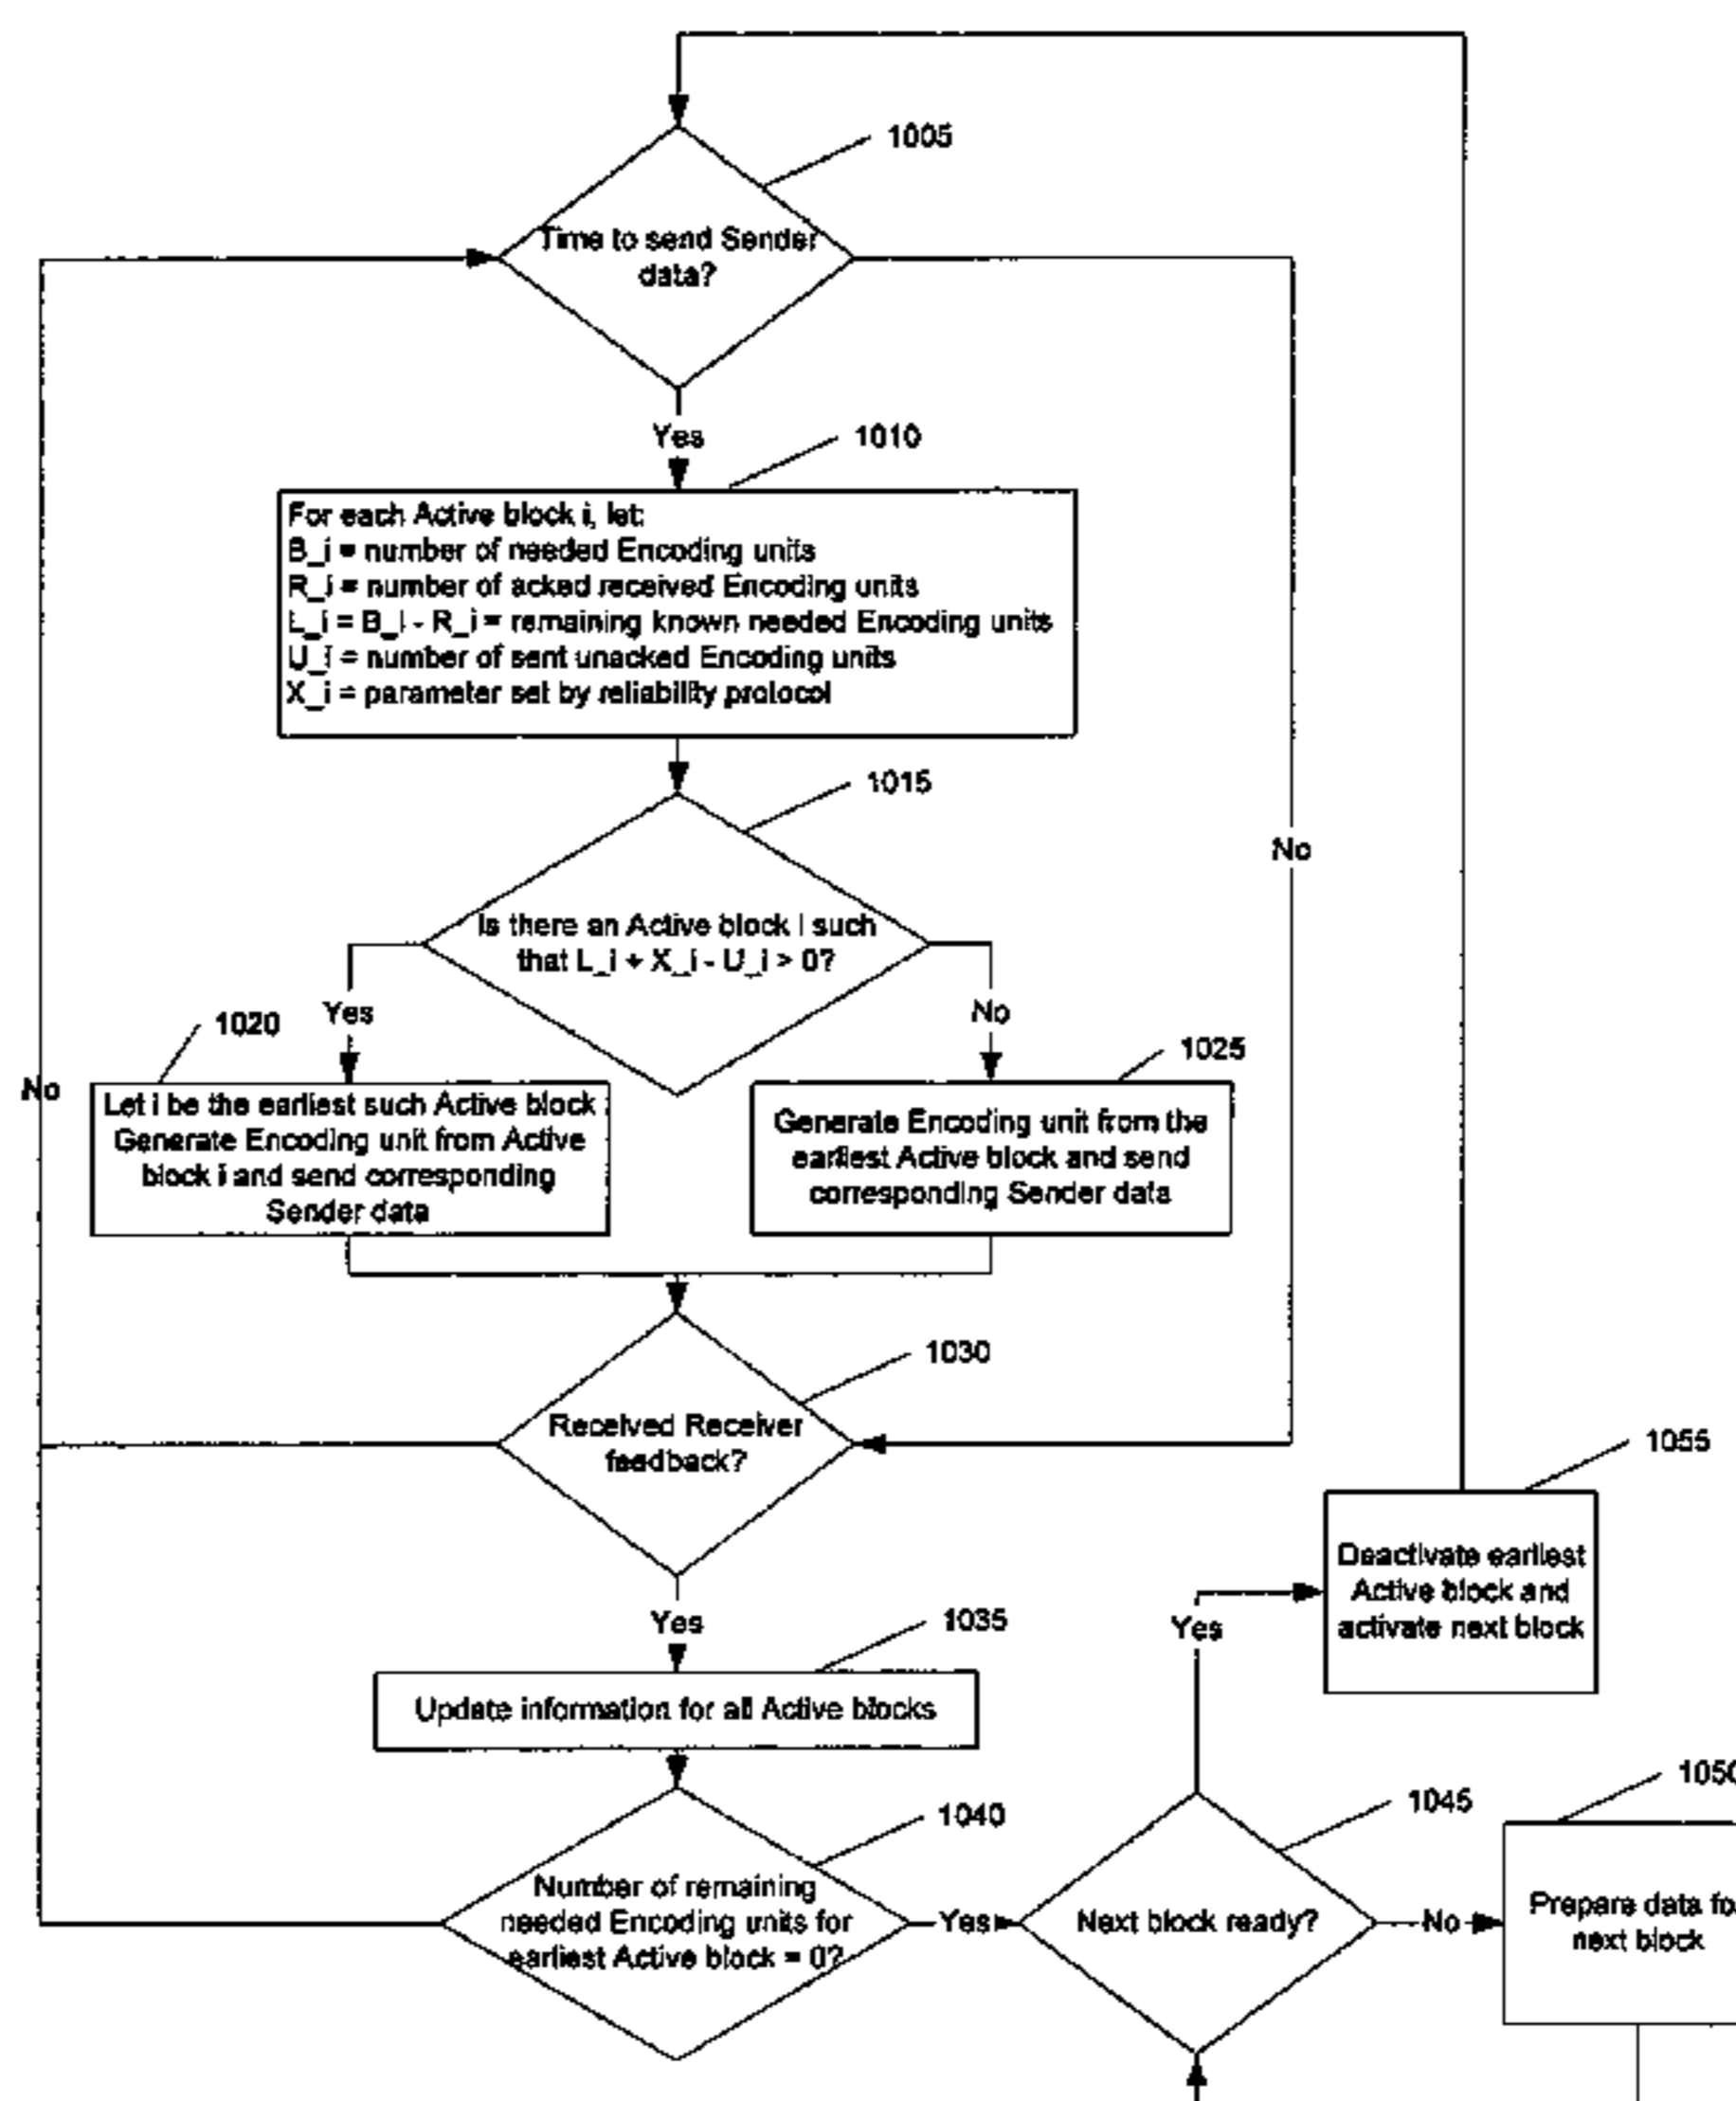 1005
Time to send Sender
data?
Yes
1010
For each Active block i, let:
B_i = number of needed Encoding units
R_i = number of acked received Encoding units
L_i = B_i - R_i = remaining known needed Encoding units
U_i = number of sent unacked Encoding units
X_i = parameter set by reliability protocol
1015
No
Is there an Active block i such
that L_i + X_i - U_i > 0?
Yes
No
1020
1025
No
Let i be the earliest such Active block
Generate Encoding unit from Active
block i and send corresponding
Sender data
Generate Encoding unit from the
earliest Active block and send
corresponding Sender data
1030
Received Receiver
feedback?
1055
Deactivate earliest
Active block and
activate next block
Yes
1035
Yes
Update information for all Active blocks
1050
1045
1040
Number of remaining
needed Encoding units for
earliest Active block = 0?
Yes
Next block ready?
No
Prepare data fo
next block